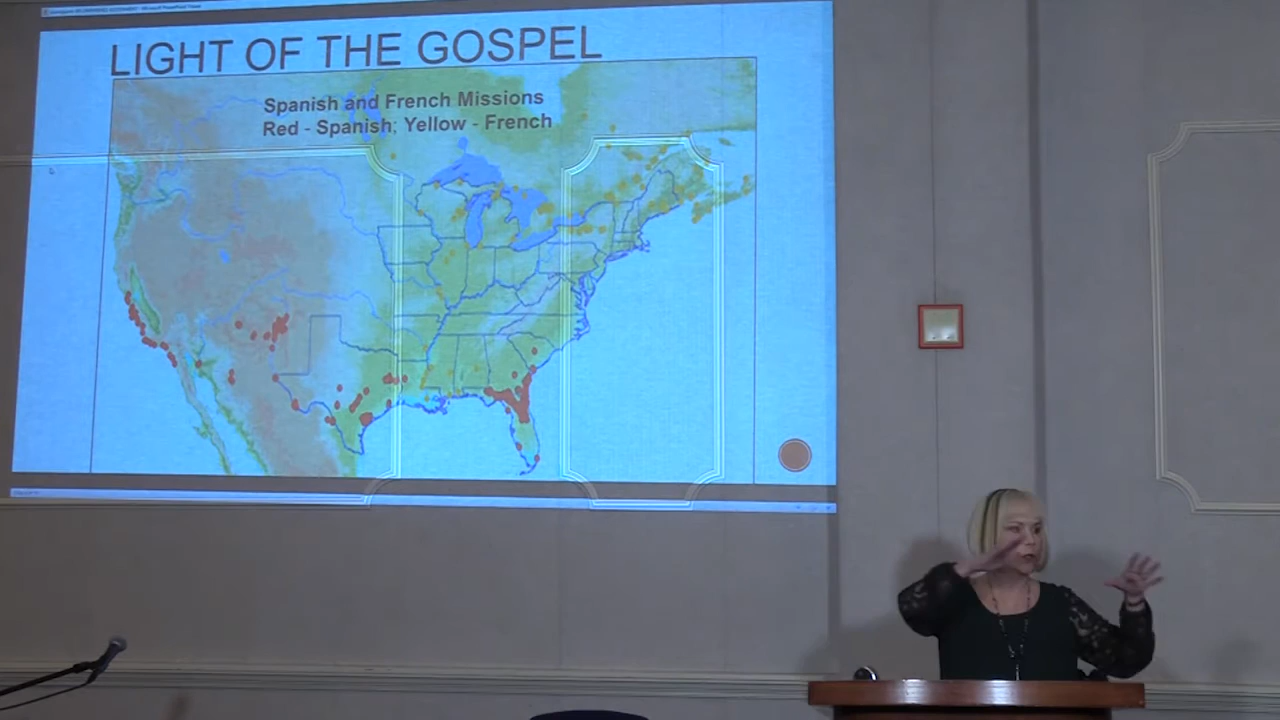 LIGHT OF THE GOSPEL
Spanish and French Missions
Red - Spanish; Yellow - French